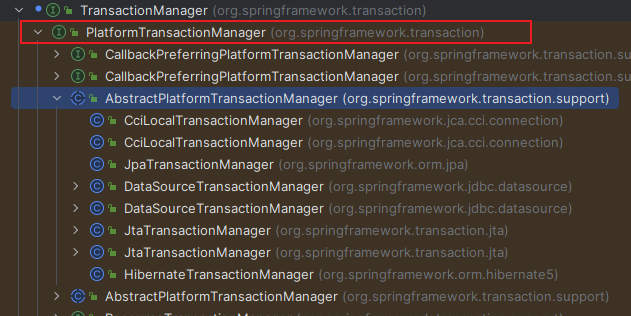 TransactionManager (org.springframework.transaction)
PlatformTransactionManager (org.springframework.transaction)
CallbackPreferringPlatformTransactionManager (org.springframework.transaction.su
CallbackPreferringPlatformTransactionManager (org.springframework.transaction.su
AbstractPlatformTransactionManager (org.springframework.transaction.support)
CciLocalTransactionManager (org.springframework.jca.cci.connection)
CciLocalTransactionManager (org.springframework.jca.cci.connection)
JpaTransactionManager (org.springframework.orm.jpa)
DataSourceTransactionManager (org.springframework.jdbc.datasource)
DataSourceTransactionManager (org.springframework.jdbc.datasource)
JtaTransactionManager (org.springframework.transaction.jta)
JtaTransactionManager (org.springframework.transaction.jta)
HibernateTransactionManager (org.springframework.orm.hibernate5)
AbstractPlatformTransactionManager (org.springframework.transaction.support)